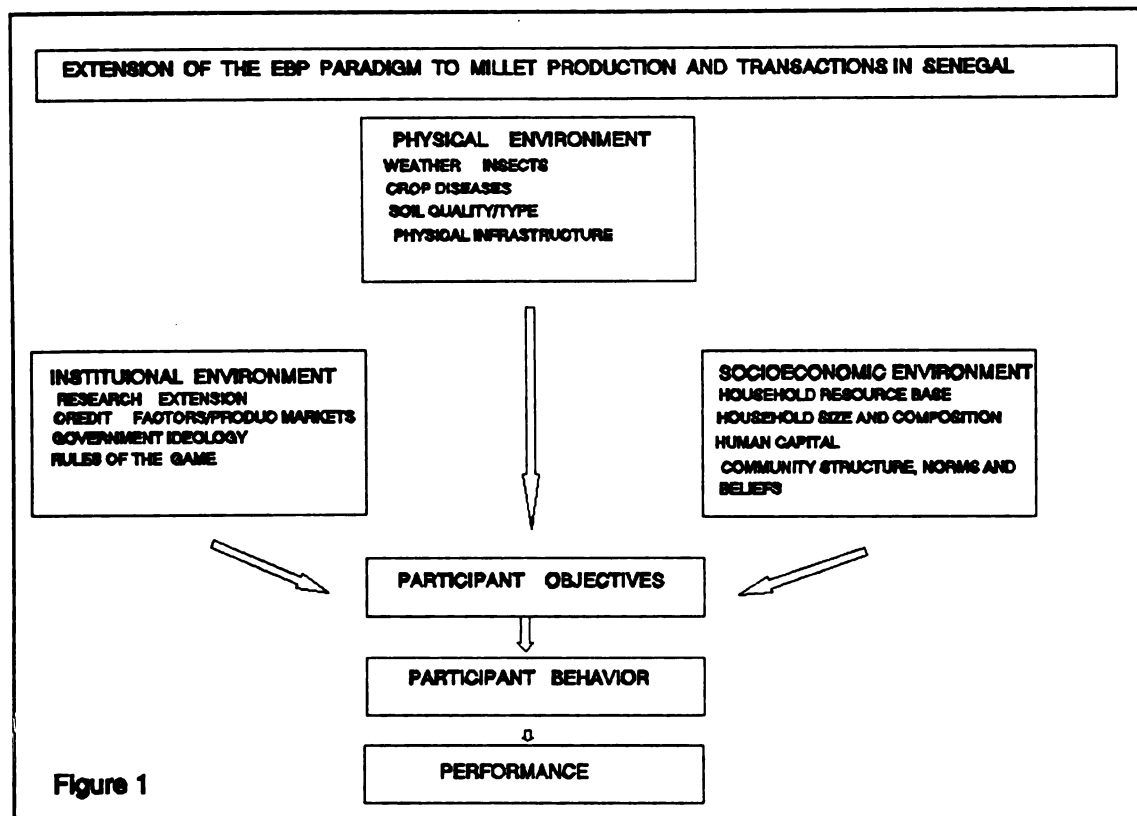 EXTENSION OF THE EBP PARADIGM TO MILLET PRODUCTION AND TRANSACTIONS IN SENEGAL
PHYSICAL ENVIRONMENT
WEATHER INSECTS
CROP DISEASES
SOIL QUALITY/TYPE
PHYSICAL INFRASTRUCTURE
INSTITUIONAL ENVIRONMENT
RESEARCH EXTENSION
CREDIT FACTORS/PRODUO MARKETS
GOVERNMENT IDEOLOGY
RULES OF THE GAME
SOCIOECONOMIC ENVIRONMENT
HOUSEHOLD RESOURCE BASE
HOUSEHOLD SIZE AND COMPOSITION
HUMAN CAPITAL
COMMUNITY STRUCTURE, NORMS AND
BELIEFS
PARTICIPANT OBJECTIVES
PARTICIPANT BEHAVIOR
PERFORMANCE
Figure 1